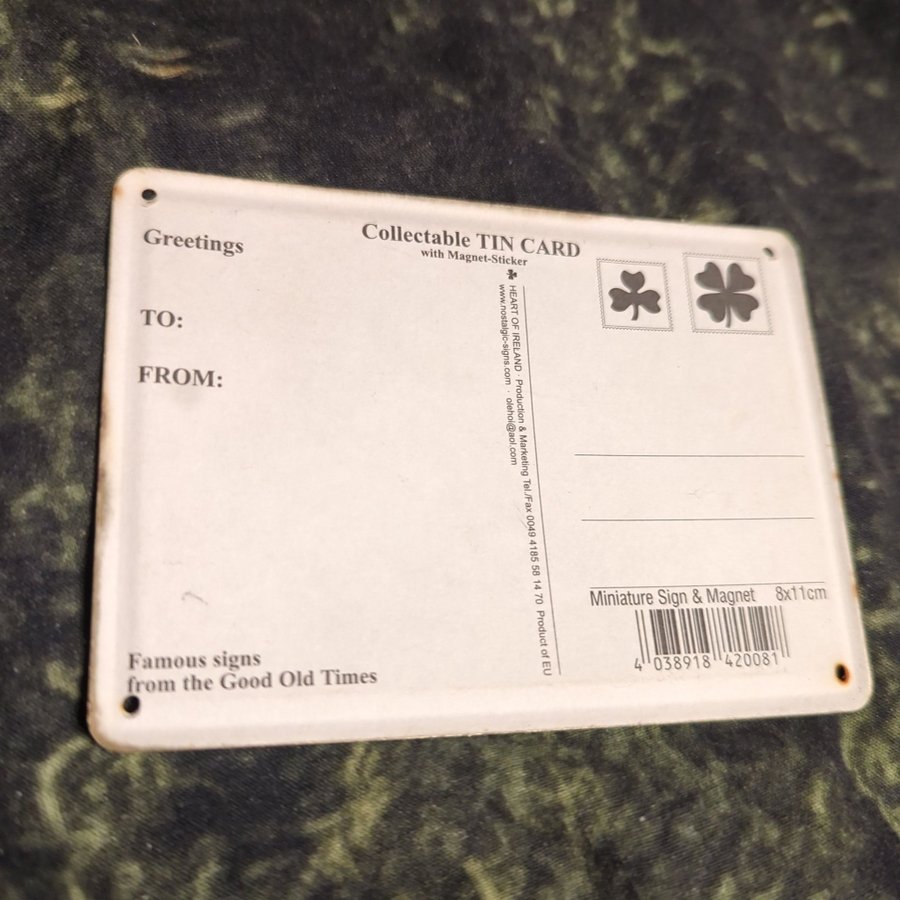 Greetings
Collectable TIN CARD
with Magnet-Sticker
TO:
FROM:
HEART OF IRELAND · Production & Marketing Tel./Fax 0049 4185 58 14 70 Product of EU
www.nostalgic-signs.com · olehoi@aol.com
Miniature Sign & Magnet 8x11cm
4 038918 420081
Famous signs
from the Good Old Times